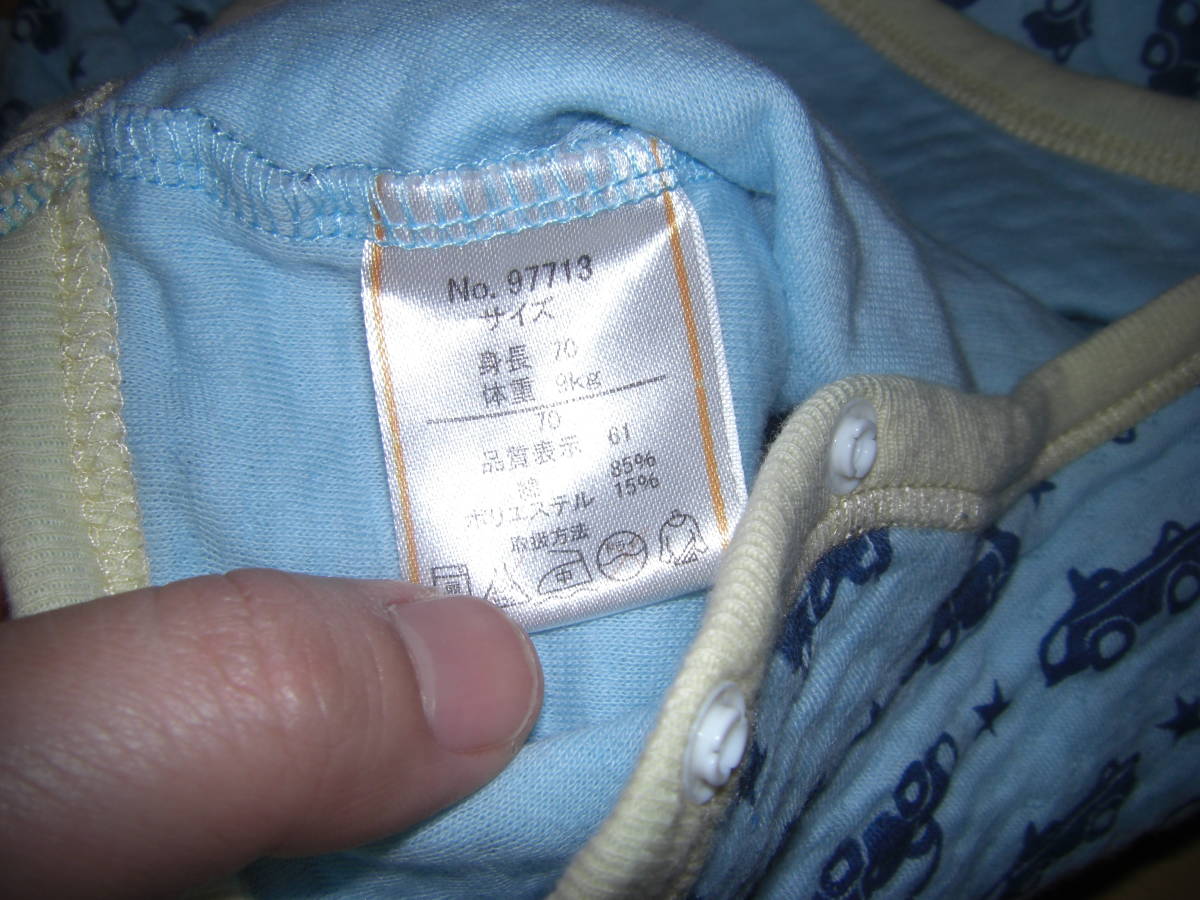 No. 97713
サイズ
身長 70
体重 9kg
70
品質表示 61
綿 85%
ポリエステル 15%
取扱方法
中